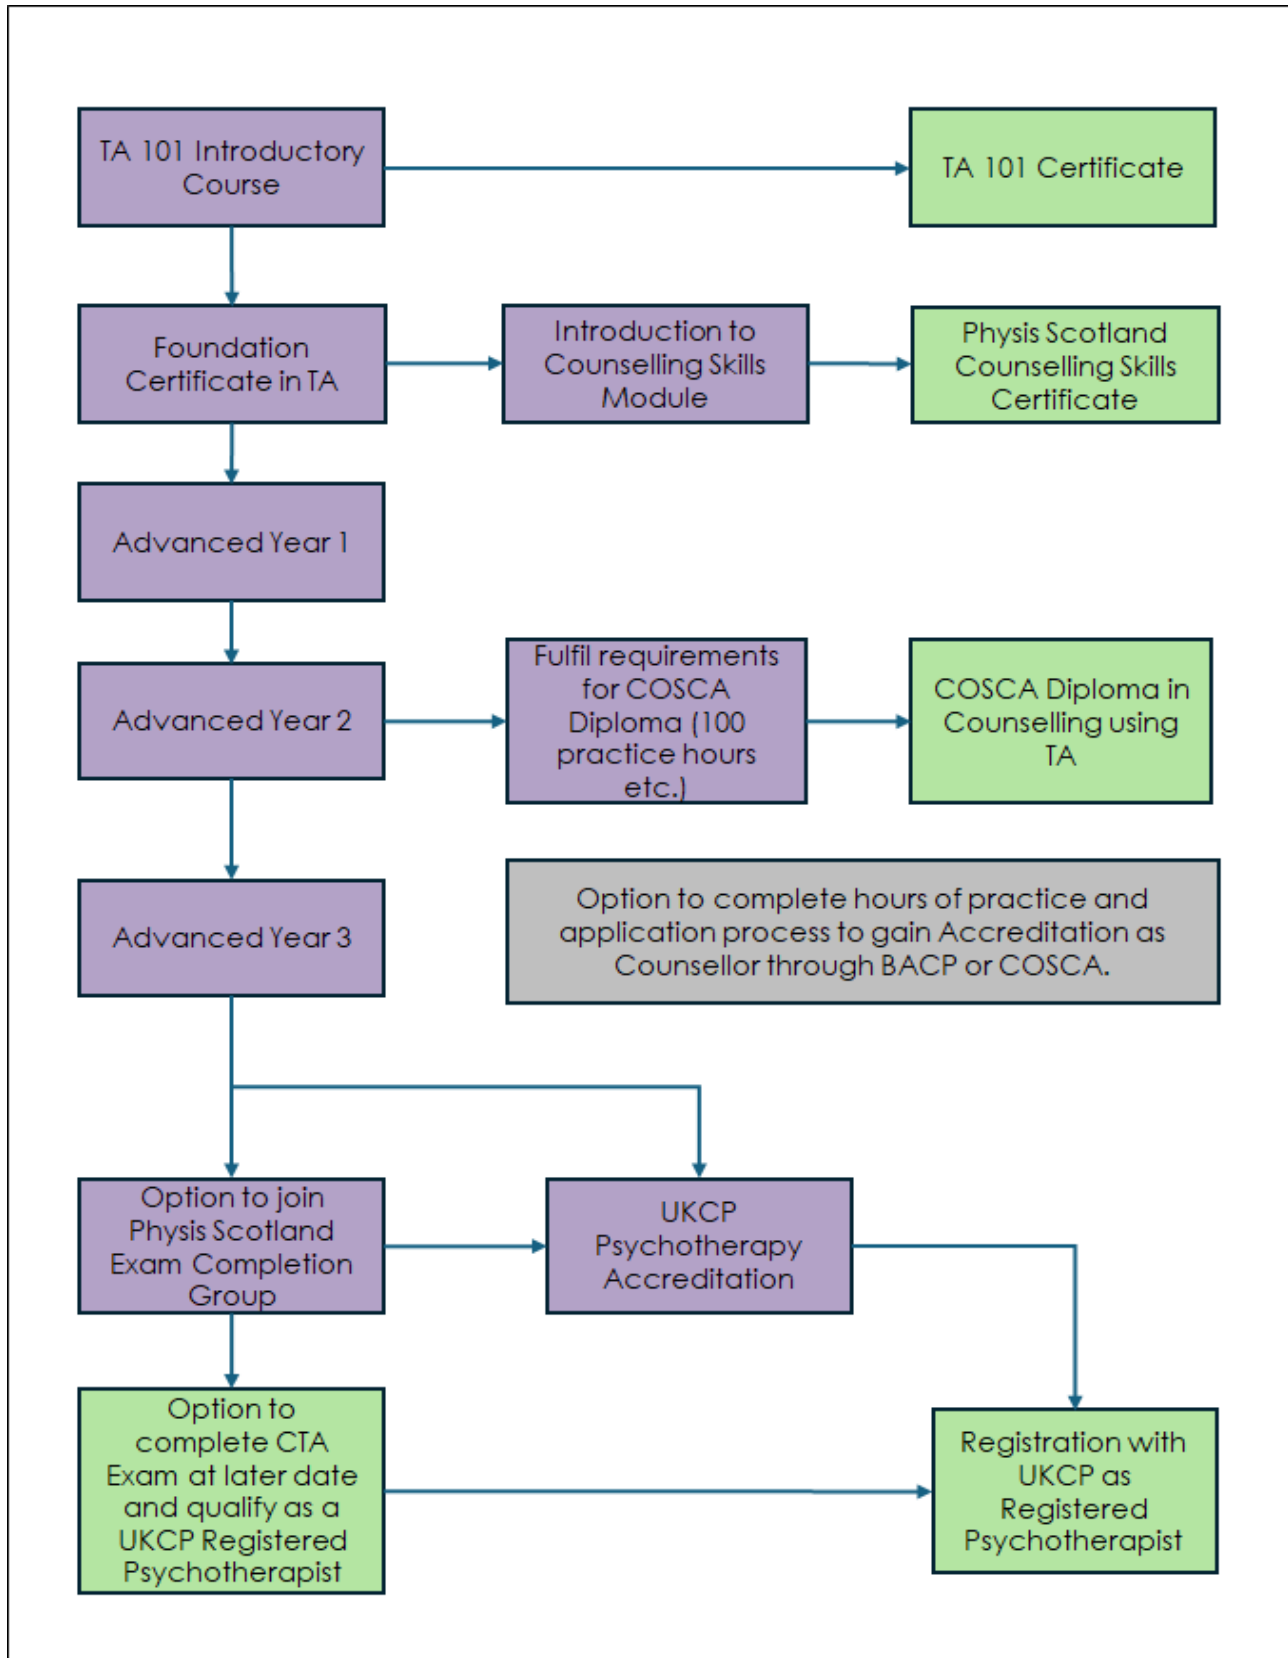 TA 101 Introductory
Course
TA 101 Certificate
Foundation
Certificate in TA
Introduction to
Counselling Skills
Module
Physis Scotland
Counselling Skills
Certificate
Advanced Year 1
Advanced Year 2
Fulfil requirements
for COSCA
Diploma (100
practice hours
etc.)
COSCA Diploma in
Counselling using
TA
Advanced Year 3
Option to complete hours of practice and
application process to gain Accreditation as
Counsellor through BACP or COSCA.
Option to join
Physis Scotland
Exam Completion
Group
UKCP
Psychotherapy
Accreditation
Option to
complete CTA
Exam at later date
and qualify as a
UKCP Registered
Psychotherapist
Registration with
UKCP as
Registered
Psychotherapist